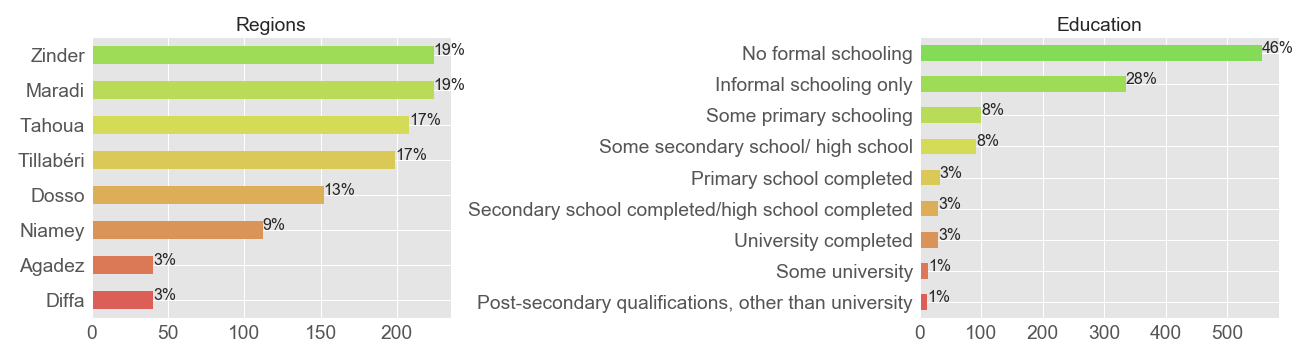 Regions
Zinder 19%
Maradi 19%
Tahoua 17%
Tillabéri 17%
Dosso 13%
Niamey 9%
Agadez 3%
Diffa 3%
0 50 100 150 200
Education
No formal schooling 46%
Informal schooling only 28%
Some primary schooling 8%
Some secondary school/ high school 8%
Primary school completed 3%
Secondary school completed/high school completed 3%
University completed 3%
Some university 1%
Post-secondary qualifications, other than university 1%
0 100 200 300 400 500